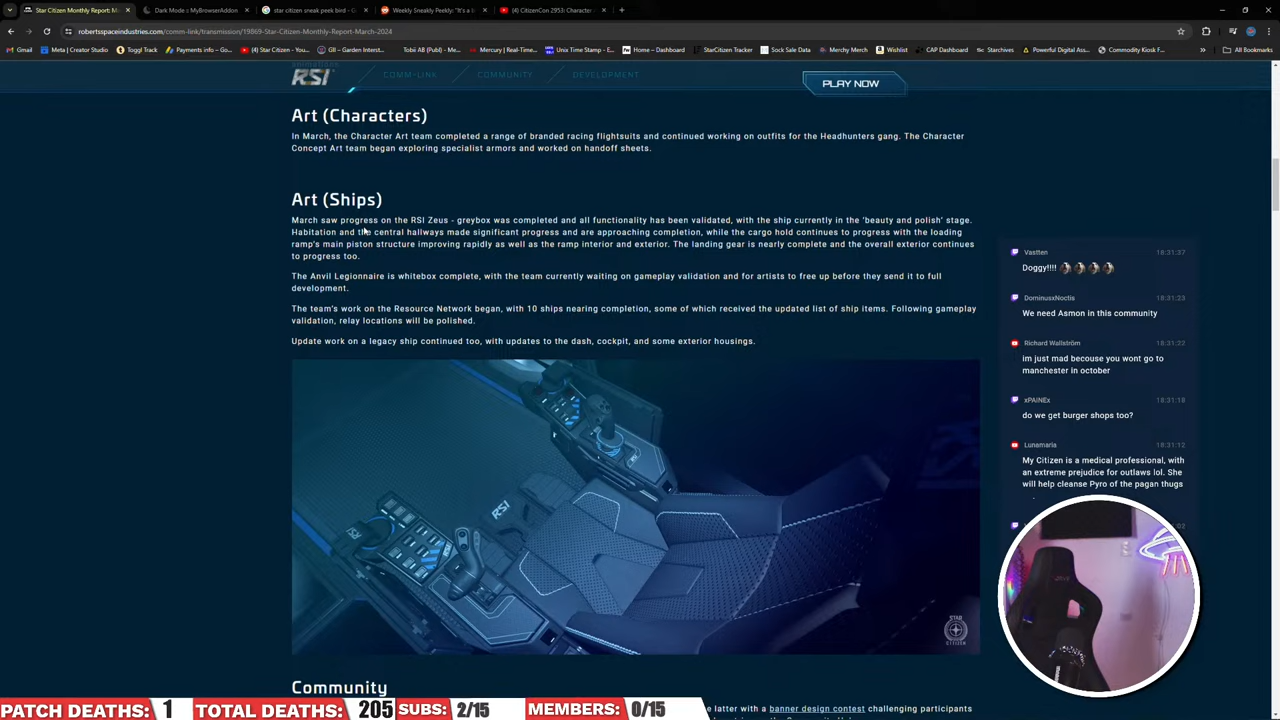 Star Citizen Monthly Report: M
Dark Mode :: MyBrowserAddon
star citizen sneak peek bird - G
Weekly Sneakly Peekly: "It's a b
(4) CitizenCon 2953: Character
robertsspaceindustries.com/comm-link/transmission/19869-Star-Citizen-Monthly-Report-March-2024
Gmail
Meta | Creator Studio
Toggl Track
Payments info – Go...
(4) Star Citizen - You...
GII – Garden Hunti...
Tobii AB (Publ) - Me...
Mercury | Real-Time...
Unix Time Stamp - E...
Home – Dashboard
StarCitizen Tracker
Sock Sale Data
Merchy Merch
Wishlist
CAP Dashboard
Starchives
Powerful Digital Ass...
Commodity Kiosk F...
All Bookmarks
RSI
COMM-LINK
COMMUNITY
DEVELOPMENT
PLAY NOW
Art (Characters)
In March, the Character Art team completed a range of branded racing flightsuits and continued working on outfits for the Headhunters gang. The Character
Concept Art team began exploring specialist armors and worked on handoff sheets.
Art (Ships)
March saw progress on the RSI Zeus - greybox was completed and all functionality has been validated, with the ship currently in the 'beauty and polish' stage.
Habitation and the central hallways made significant progress and are approaching completion, while the cargo hold continues to progress with the loading
ramp's main piston structure improving rapidly as well as the ramp interior and exterior. The landing gear is nearly complete and the overall exterior continues
to progress too.
The Anvil Legionnaire is whitebox complete, with the team currently waiting on gameplay validation and for artists to free up before they send it to full
development.
The team's work on the Resource Network began, with 10 ships nearing completion, some of which received the updated list of ship items. Following gameplay
validation, relay locations will be polished.
Update work on a legacy ship continued too, with updates to the dash, cockpit, and some exterior housings.
RSI
RSI
RSI
STAR
CITIZEN
Community
the latter with a banner design contest challenging participants
Vastlen 18:31:37
Doggy!!!!
DominusxNoctis 18:31:23
We need Asmon in this community
Richard Wallström 18:31:22
im just mad becouse you wont go to
manchester in october
xPAINEx 18:31:18
do we get burger shops too?
Lunamaria 18:31:12
My Citizen is a medical professional, with
an extreme prejudice for outlaws lol. She
will help cleanse Pyro of the pagan thugs
PATCH DEATHS: 1
TOTAL DEATHS: 205
SUBS: 2/15
MEMBERS: 0/15